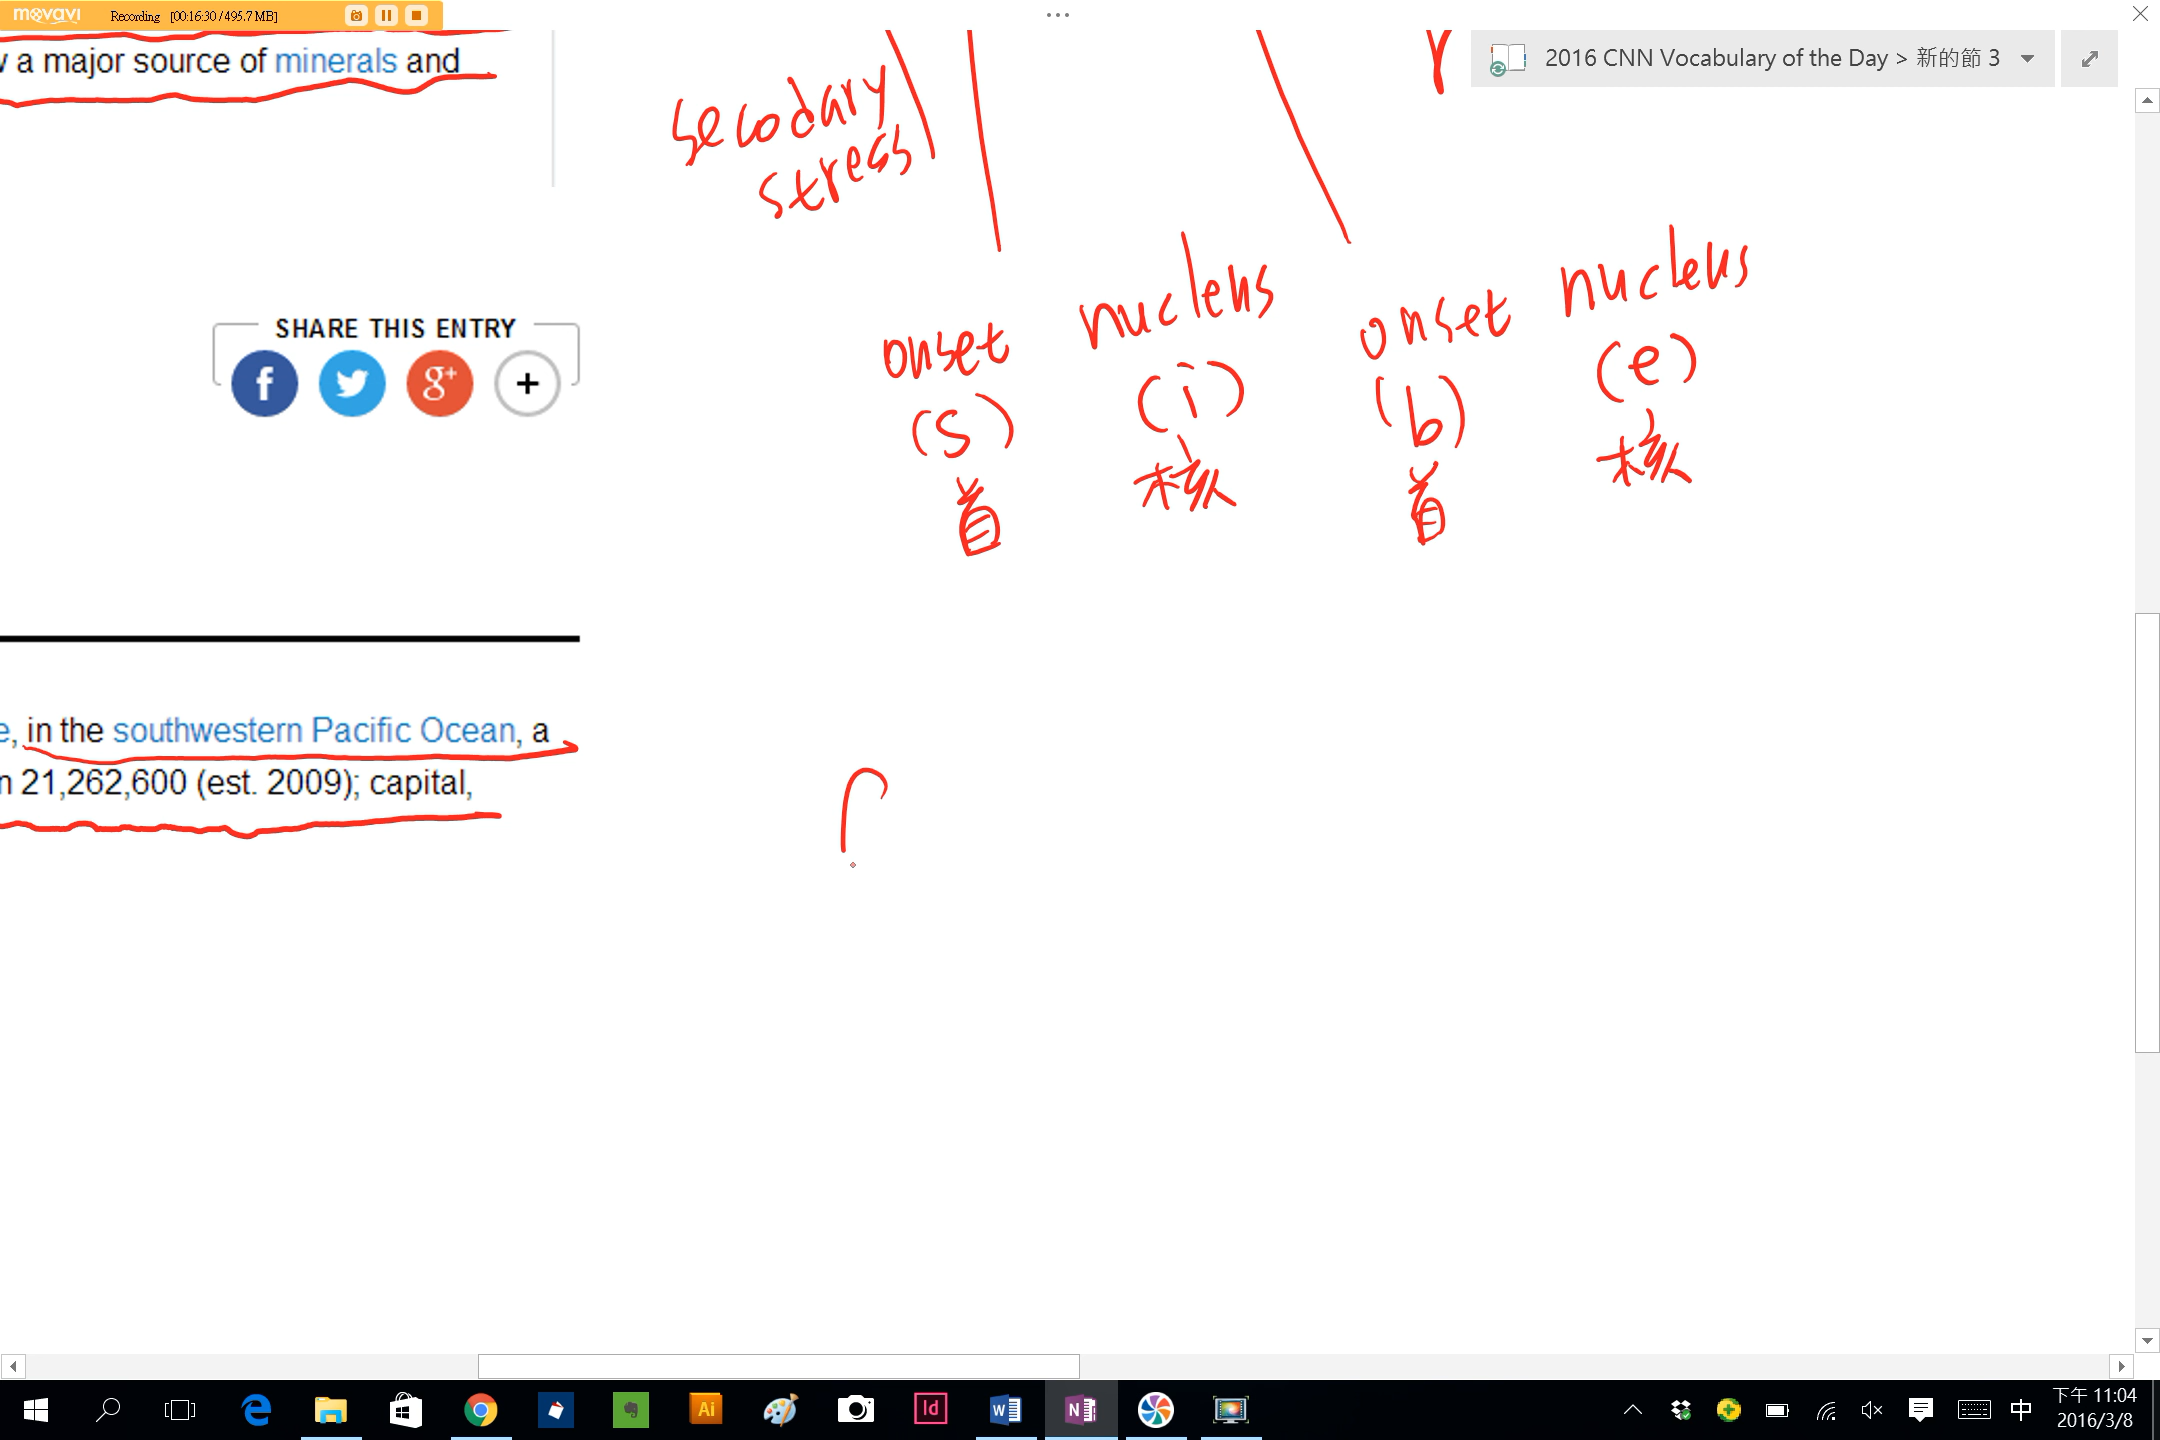 movavi Recording [00:16:30 / 495.7 MB]
2016 CNN Vocabulary of the Day > 新的節 3
a major source of minerals and
secodary
stress
SHARE THIS ENTRY
onset nucleus onset nucleus
(s) (i) (b) (e)
首 核 首 核
in the southwestern Pacific Ocean, a
21,262,600 (est. 2009); capital,
中
下午 11:04
2016/3/8